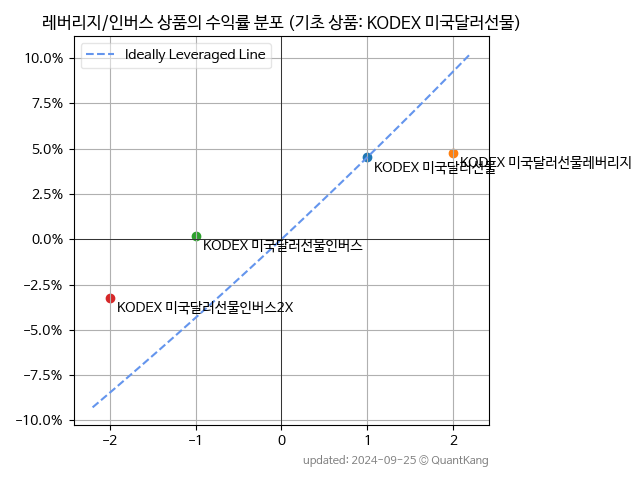 레버리지/인버스 상품의 수익률 분포 (기초 상품: KODEX 미국달러선물)
10.0%
7.5%
5.0%
2.5%
0.0%
−2.5%
−5.0%
−7.5%
−10.0%
Ideally Leveraged Line
KODEX 미국달러선물
KODEX 미국달러선물레버리지
KODEX 미국달러선물인버스
KODEX 미국달러선물인버스2X
−2
−1
0
1
2
updated: 2024-09-25 © QuantKang